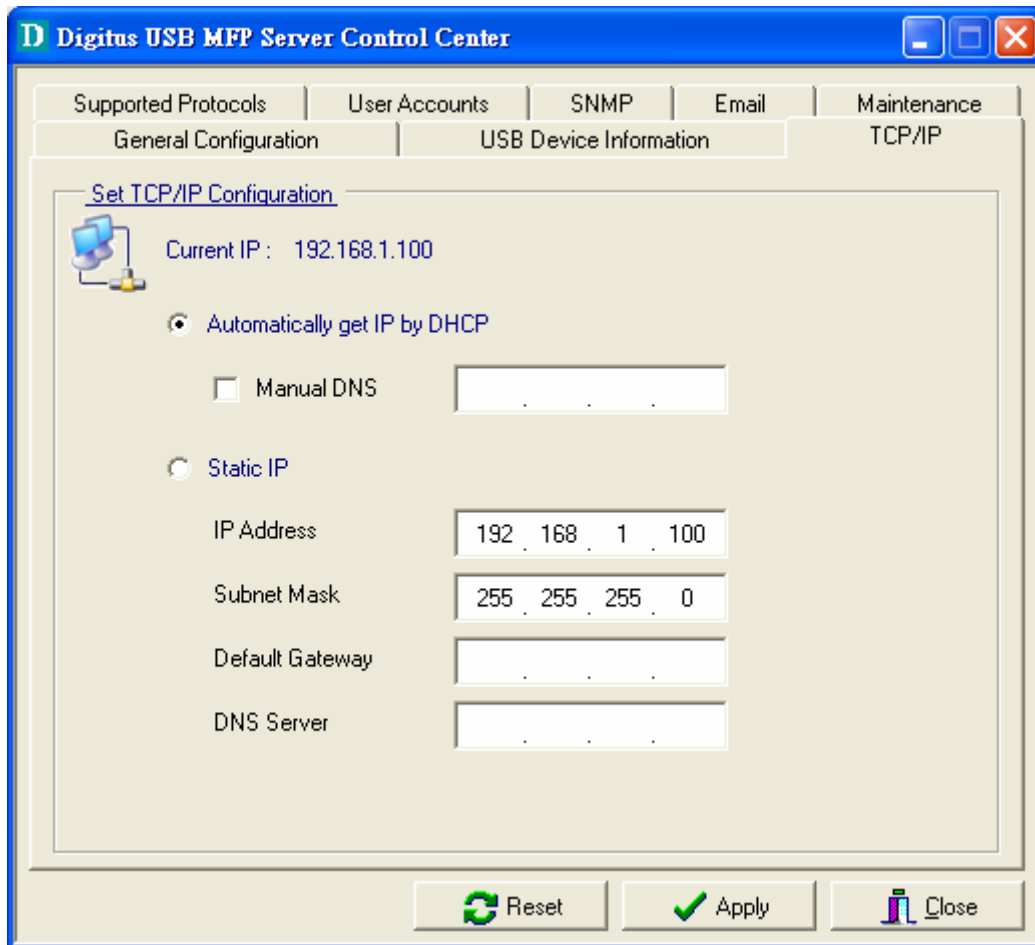 D Digitus USB MFP Server Control Center
Supported Protocols User Accounts SNMP Email Maintenance
General Configuration USB Device Information TCP/IP
Set TCP/IP Configuration
Current IP : 192.168.1.100
Automatically get IP by DHCP
Manual DNS . . .
Static IP
IP Address 192 . 168 . 1 . 100
Subnet Mask 255 . 255 . 255 . 0
Default Gateway . . .
DNS Server . . .
Reset Apply Close